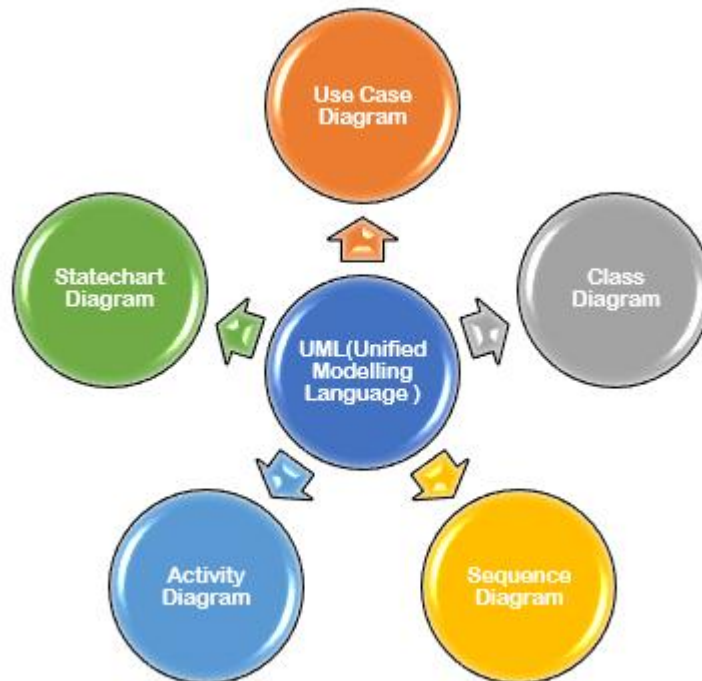 Use Case
Diagram
Statechart
Diagram
Class
Diagram
UML(Unified
Modelling
Language )
Activity
Diagram
Sequence
Diagram